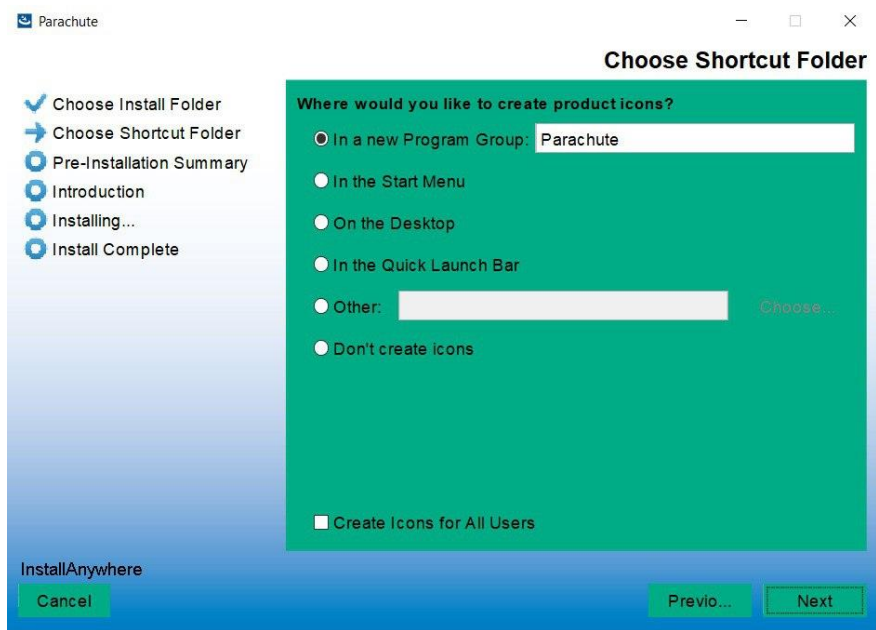 Parachute
Choose Shortcut Folder
Choose Install Folder
Choose Shortcut Folder
Pre-Installation Summary
Introduction
Installing...
Install Complete
Where would you like to create product icons?
In a new Program Group: Parachute
In the Start Menu
On the Desktop
In the Quick Launch Bar
Other: Choose...
Don't create icons
Create Icons for All Users
InstallAnywhere
Cancel Previo... Next